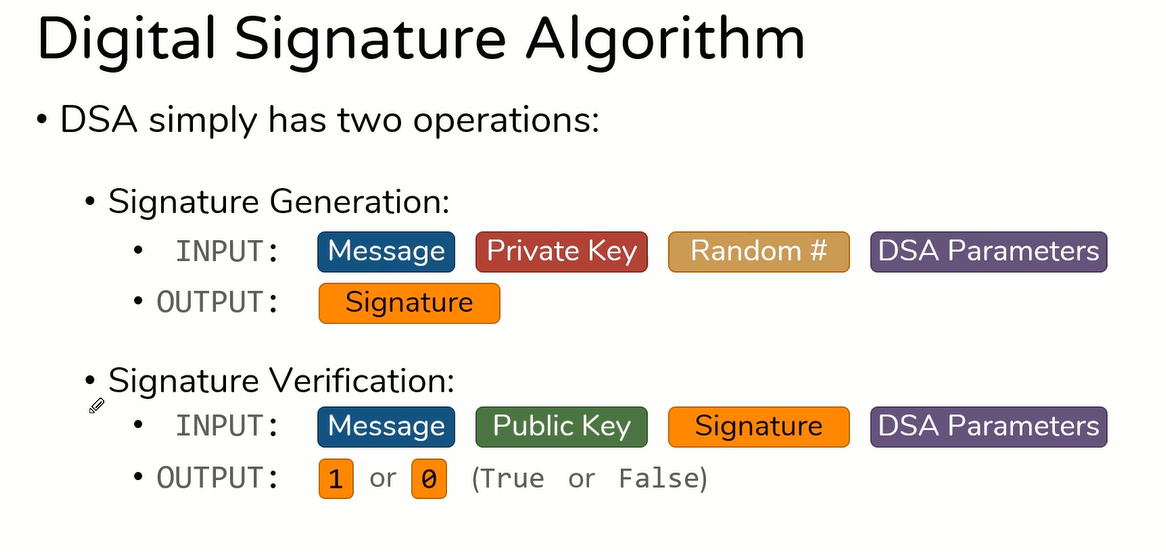 Digital Signature Algorithm
• DSA simply has two operations:
• Signature Generation:
• INPUT: Message Private Key Random # DSA Parameters
• OUTPUT: Signature
• Signature Verification:
• INPUT: Message Public Key Signature DSA Parameters
• OUTPUT: 1 or 0 (True or False)